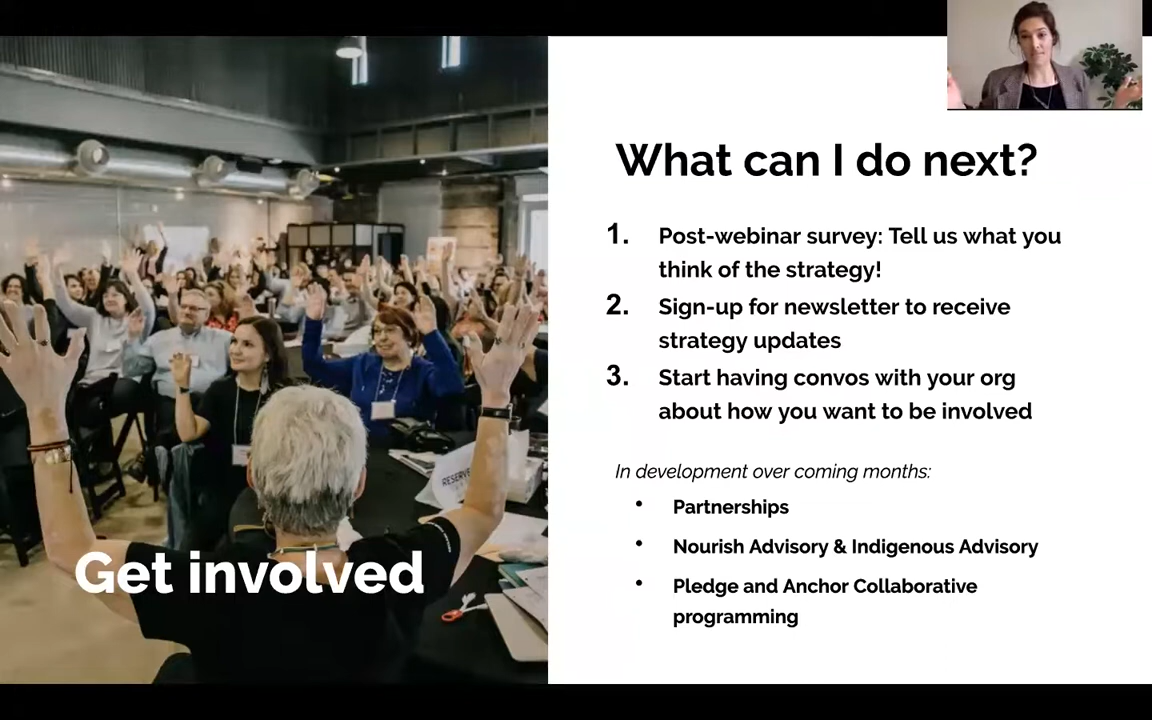 What can I do next?
1. Post-webinar survey: Tell us what you
think of the strategy!
2. Sign-up for newsletter to receive
strategy updates
3. Start having convos with your org
about how you want to be involved
In development over coming months:
• Partnerships
• Nourish Advisory & Indigenous Advisory
• Pledge and Anchor Collaborative
programming
RESERVE
Get involved